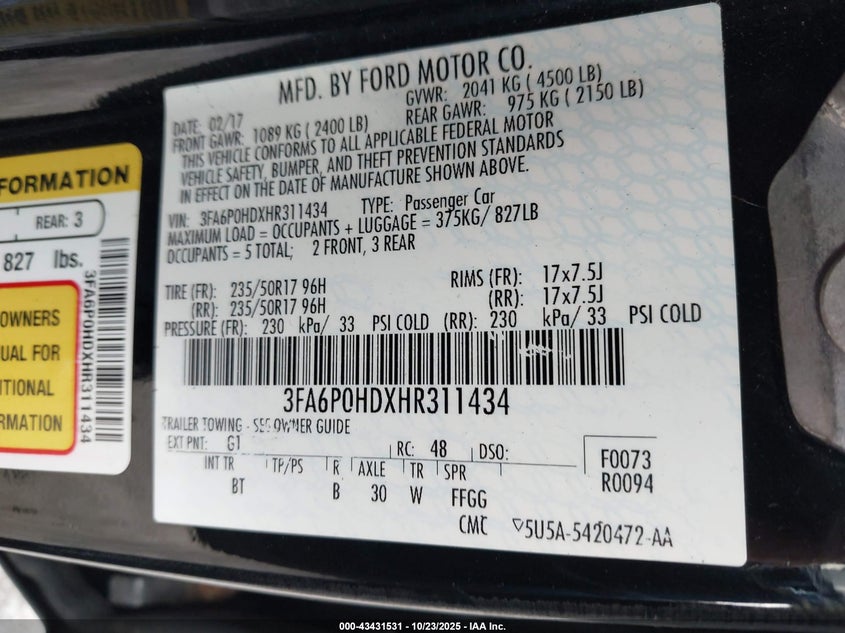 MFD. BY FORD MOTOR CO.
DATE: 02/17
GVWR: 2041 KG ( 4500 LB)
FRONT GAWR: 1089 KG ( 2400 LB)
REAR GAWR: 975 KG ( 2150 LB)
THIS VEHICLE CONFORMS TO ALL APPLICABLE FEDERAL MOTOR
VEHICLE SAFETY, BUMPER, AND THEFT PREVENTION STANDARDS
IN EFFECT ON THE DATE OF MANUFACTURE SHOWN ABOVE.
VIN: 3FA6P0HDXHR311434 TYPE: Passenger Car
MAXIMUM LOAD = OCCUPANTS + LUGGAGE = 375KG/ 827LB
OCCUPANTS = 5 TOTAL; 2 FRONT, 3 REAR
TIRE (FR): 235/50R17 96H RIMS (FR): 17x7.5J
(RR): 235/50R17 96H (RR): 17x7.5J
PRESSURE (FR): 230 kPa/ 33 PSI COLD (RR): 230 kPa/ 33 PSI COLD
3FA6P0HDXHR311434
TRAILER TOWING - SEE OWNER GUIDE
EXT PNT: G1 RC: 48 DSO:
INT TR TP/PS R AXLE TR SPR
BT B 30 W FFGG
F0073
R0094
CMC 5U5A-5420472-AA
FORMATION
REAR: 3
827 lbs.
OWNERS
UAL FOR
ITIONAL
RMATION
3FA6P0HDXHR311434
000-43431531 - 10/23/2025 - IAA Inc.